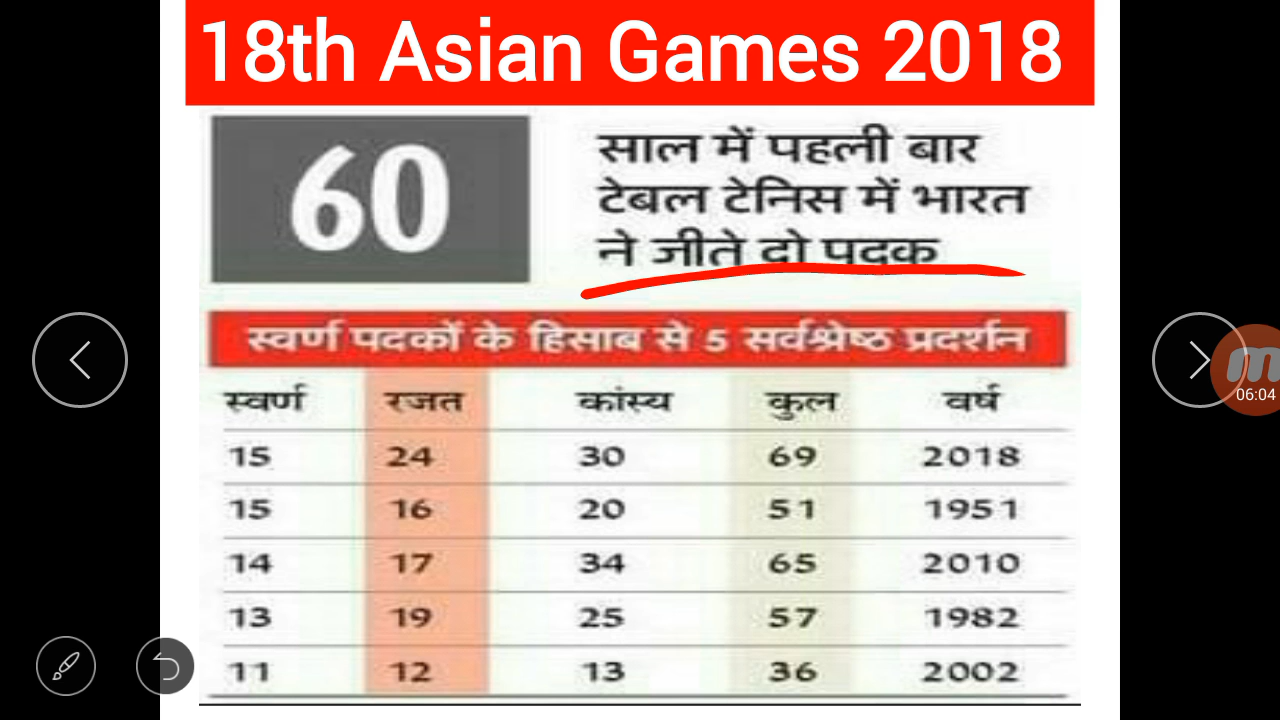 18th Asian Games 2018
60
साल में पहली बार
टेबल टेनिस में भारत
ने जीते दो पदक
स्वर्ण पदकों के हिसाब से 5 सर्वश्रेष्ठ प्रदर्शन
स्वर्ण रजत कांस्य कुल वर्ष
15 24 30 69 2018
15 16 20 51 1951
14 17 34 65 2010
13 19 25 57 1982
11 12 13 36 2002
06:04